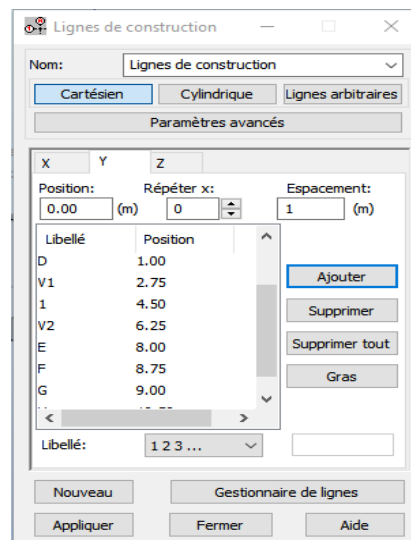 Lignes de construction
Nom: Lignes de construction
Cartésien Cylindrique Lignes arbitraires
Paramètres avancés
X Y Z
Position: Répéter x: Espacement:
0.00 (m) 0 1 (m)
Libellé Position
D 1.00
V1 2.75
1 4.50
V2 6.25
E 8.00
F 8.75
G 9.00
Ajouter
Supprimer
Supprimer tout
Gras
Libellé: 1 2 3 ...
Nouveau Gestionnaire de lignes
Appliquer Fermer Aide